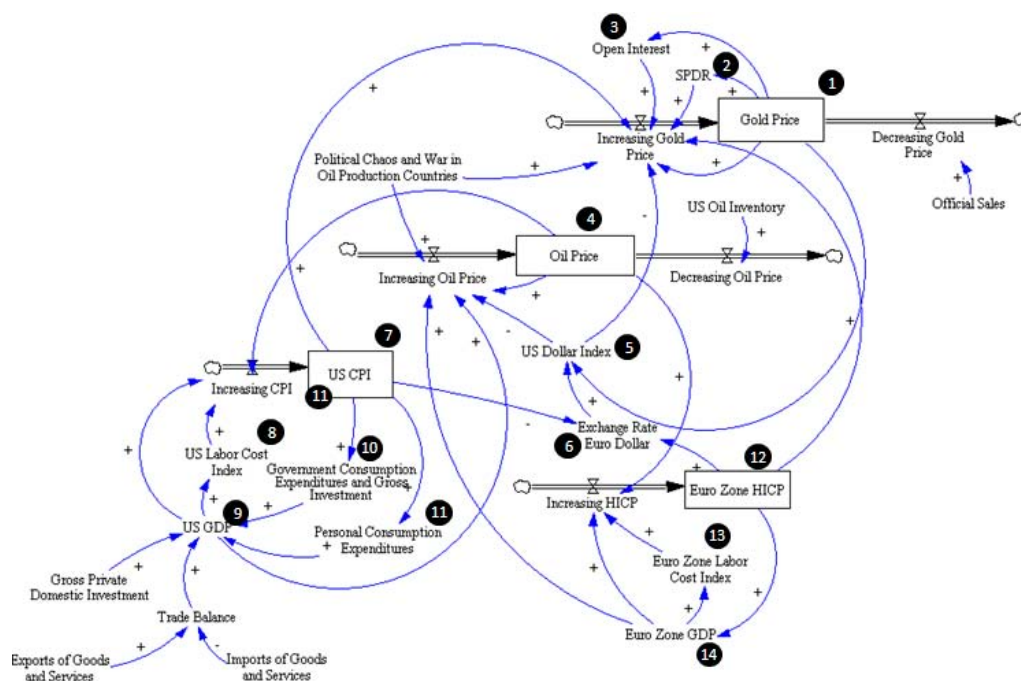 3
Open Interest
2
SPDR
1
Gold Price
Increasing Gold
Price
Decreasing Gold
Price
Official Sales
Political Chaos and War in
Oil Production Countries
4
US Oil Inventory
Oil Price
Increasing Oil Price
Decreasing Oil Price
US Dollar Index
5
7
US CPI
11
Increasing CPI
8
US Labor Cost
Index
10
Government Consumption
Expenditures and Gross
Investment
9
US GDP
11
Personal Consumption
Expenditures
Gross Private
Domestic Investment
Trade Balance
Exports of Goods
and Services
Imports of Goods
and Services
Exchange Rate
Euro Dollar
6
12
Euro Zone HICP
Increasing HICP
13
Euro Zone Labor
Cost Index
Euro Zone GDP
14
+
+
+
+
+
+
+
+
-
+
+
+
+
+
+
-
+
+
+
-
+
+
+
+
+
+
+
+
+
+
+
+
+
+
-